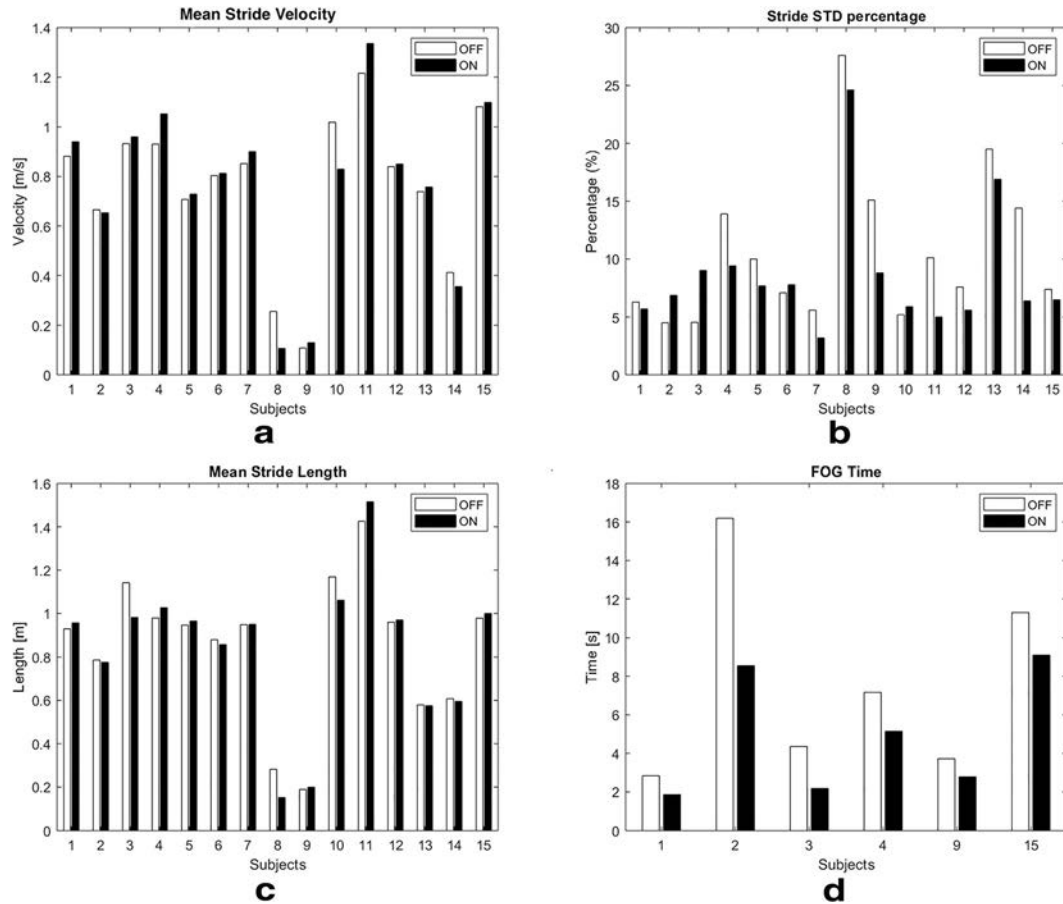 Mean Stride Velocity
1.4
1.2
1
0.8
0.6
0.4
0.2
0
Velocity [m/s]
OFF
ON
1 2 3 4 5 6 7 8 9 10 11 12 13 14 15
Subjects
a
Stride STD percentage
30
25
20
15
10
5
0
Percentage (%)
OFF
ON
1 2 3 4 5 6 7 8 9 10 11 12 13 14 15
Subjects
b
Mean Stride Length
1.6
1.4
1.2
1
0.8
0.6
0.4
0.2
0
Length [m]
OFF
ON
1 2 3 4 5 6 7 8 9 10 11 12 13 14 15
Subjects
c
FOG Time
18
16
14
12
10
8
6
4
2
0
Time [s]
OFF
ON
1 2 3 4 9 15
Subjects
d